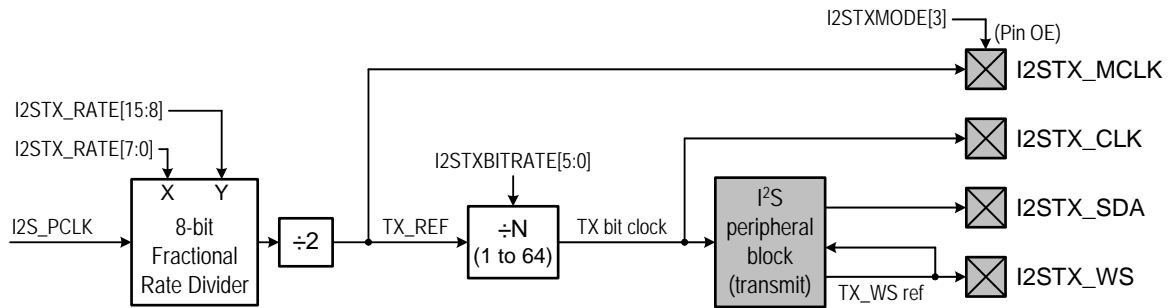 I2STXMODE[3]
(Pin OE)
I2STX_MCLK
I2STX_RATE[15:8]
I2STX_RATE[7:0]
I2STX_CLK
I2STXBITRATE[5:0]
X Y
I2S_PCLK
8-bit
Fractional
Rate Divider
÷2
TX_REF
÷N
(1 to 64)
TX bit clock
I²S
peripheral
block
(transmit)
I2STX_SDA
TX_WS ref
I2STX_WS